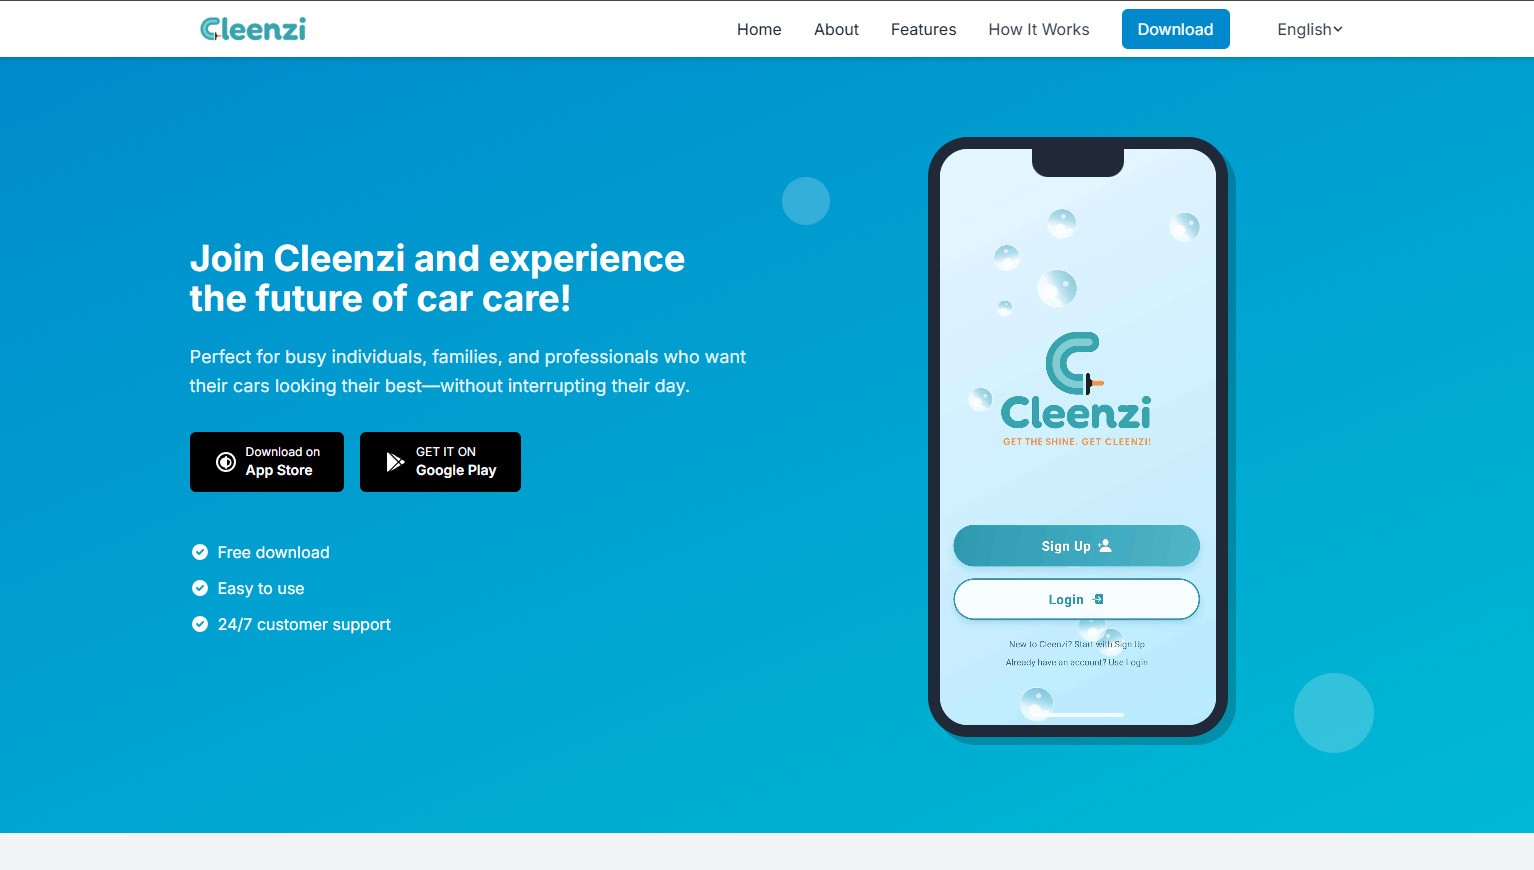 Cleenzi
Home
About
Features
How It Works
Download
English
Join Cleenzi and experience
the future of car care!
Perfect for busy individuals, families, and professionals who want
their cars looking their best—without interrupting their day.
Download on
App Store
GET IT ON
Google Play
Free download
Easy to use
24/7 customer support
Cleenzi
GET THE SHINE. GET CLEENZI!
Sign Up
Login
New to Cleenzi? Start with Sign Up
Already have an account? Use Login